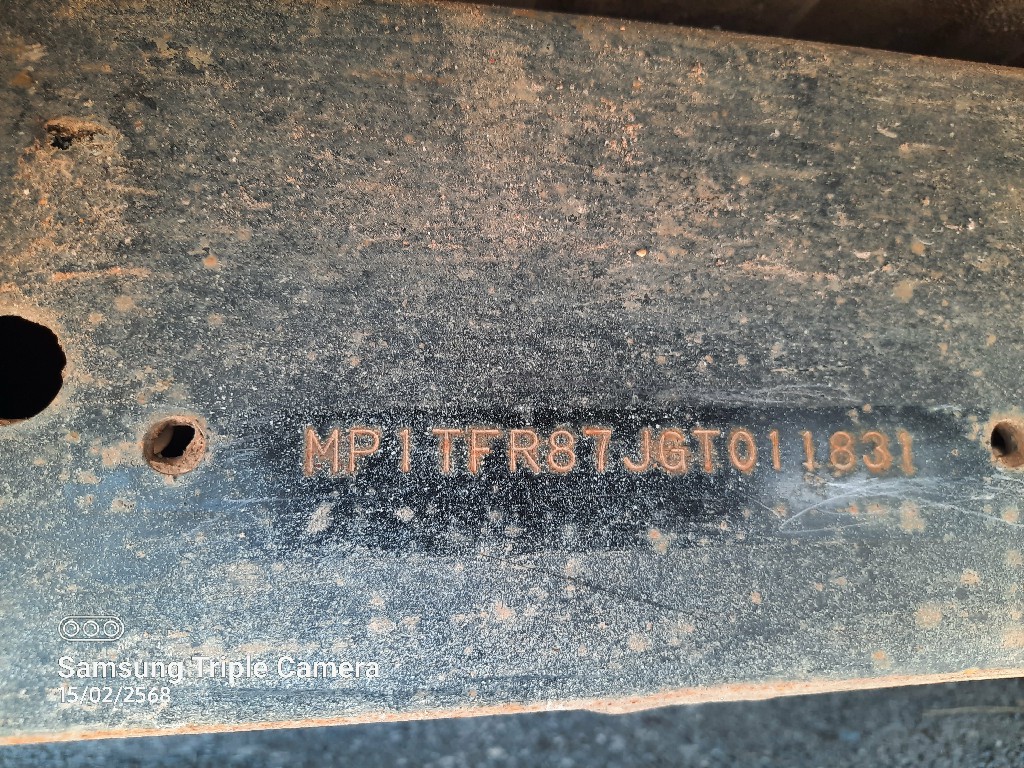 MP1TFR87JGT011831
Samsung Triple Camera
15/02/2568